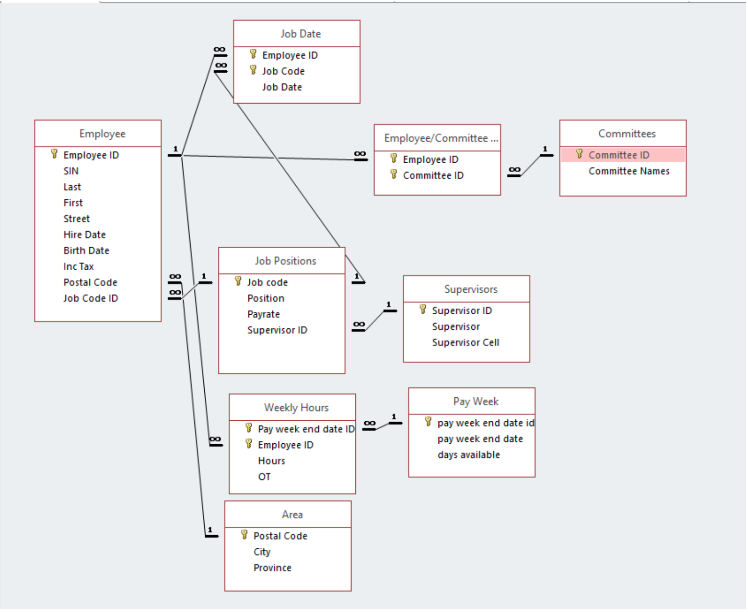 Job Date
Employee ID
Job Code
Job Date
Employee
Employee ID
SIN
Last
First
Street
Hire Date
Birth Date
Inc Tax
Postal Code
Job Code ID
Employee/Committee ...
Employee ID
Committee ID
Committees
Committee ID
Committee Names
Job Positions
Job code
Position
Payrate
Supervisor ID
Supervisors
Supervisor ID
Supervisor
Supervisor Cell
Weekly Hours
Pay week end date ID
Employee ID
Hours
OT
Pay Week
pay week end date id
pay week end date
days available
Area
Postal Code
City
Province
∞
∞
1
∞
∞
1
∞
∞
1
1
∞
1
∞
∞
1
1